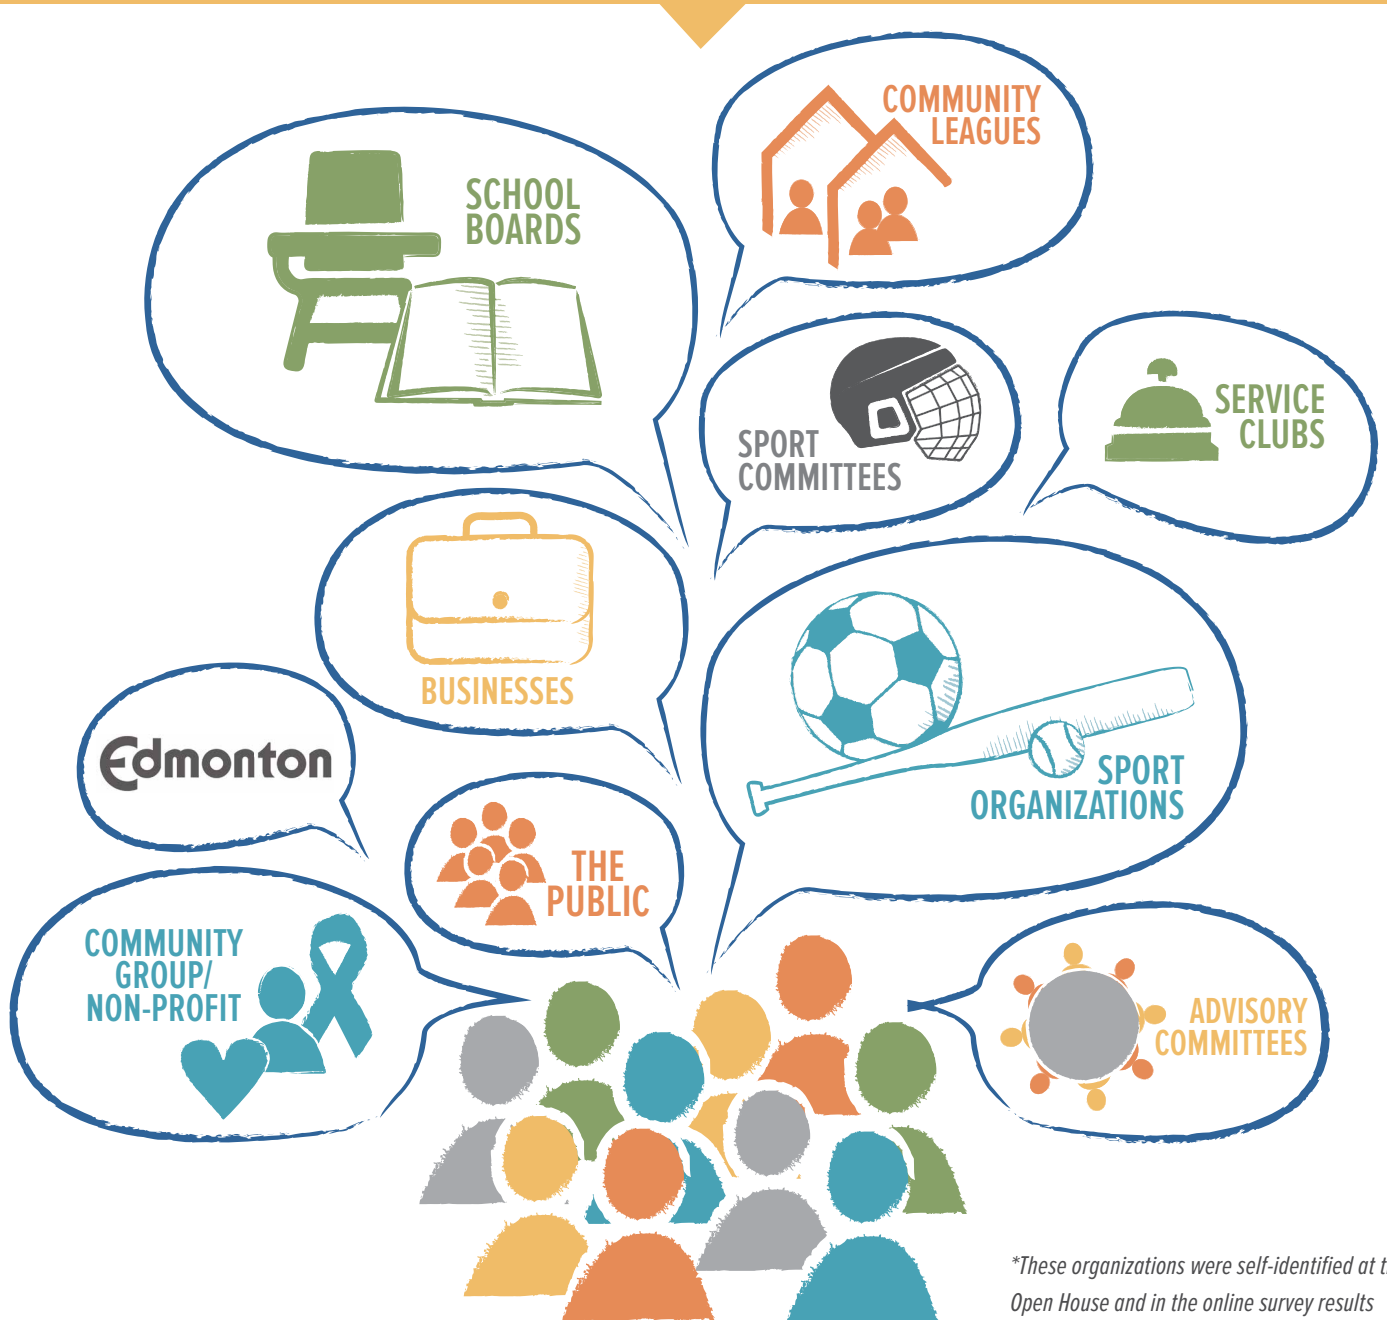 COMMUNITY
LEAGUES
SCHOOL
BOARDS
SPORT
COMMITTEES
SERVICE
CLUBS
BUSINESSES
Edmonton
SPORT
ORGANIZATIONS
THE
PUBLIC
COMMUNITY
GROUP/
NON-PROFIT
ADVISORY
COMMITTEES
*These organizations were self-identified at
Open House and in the online survey results